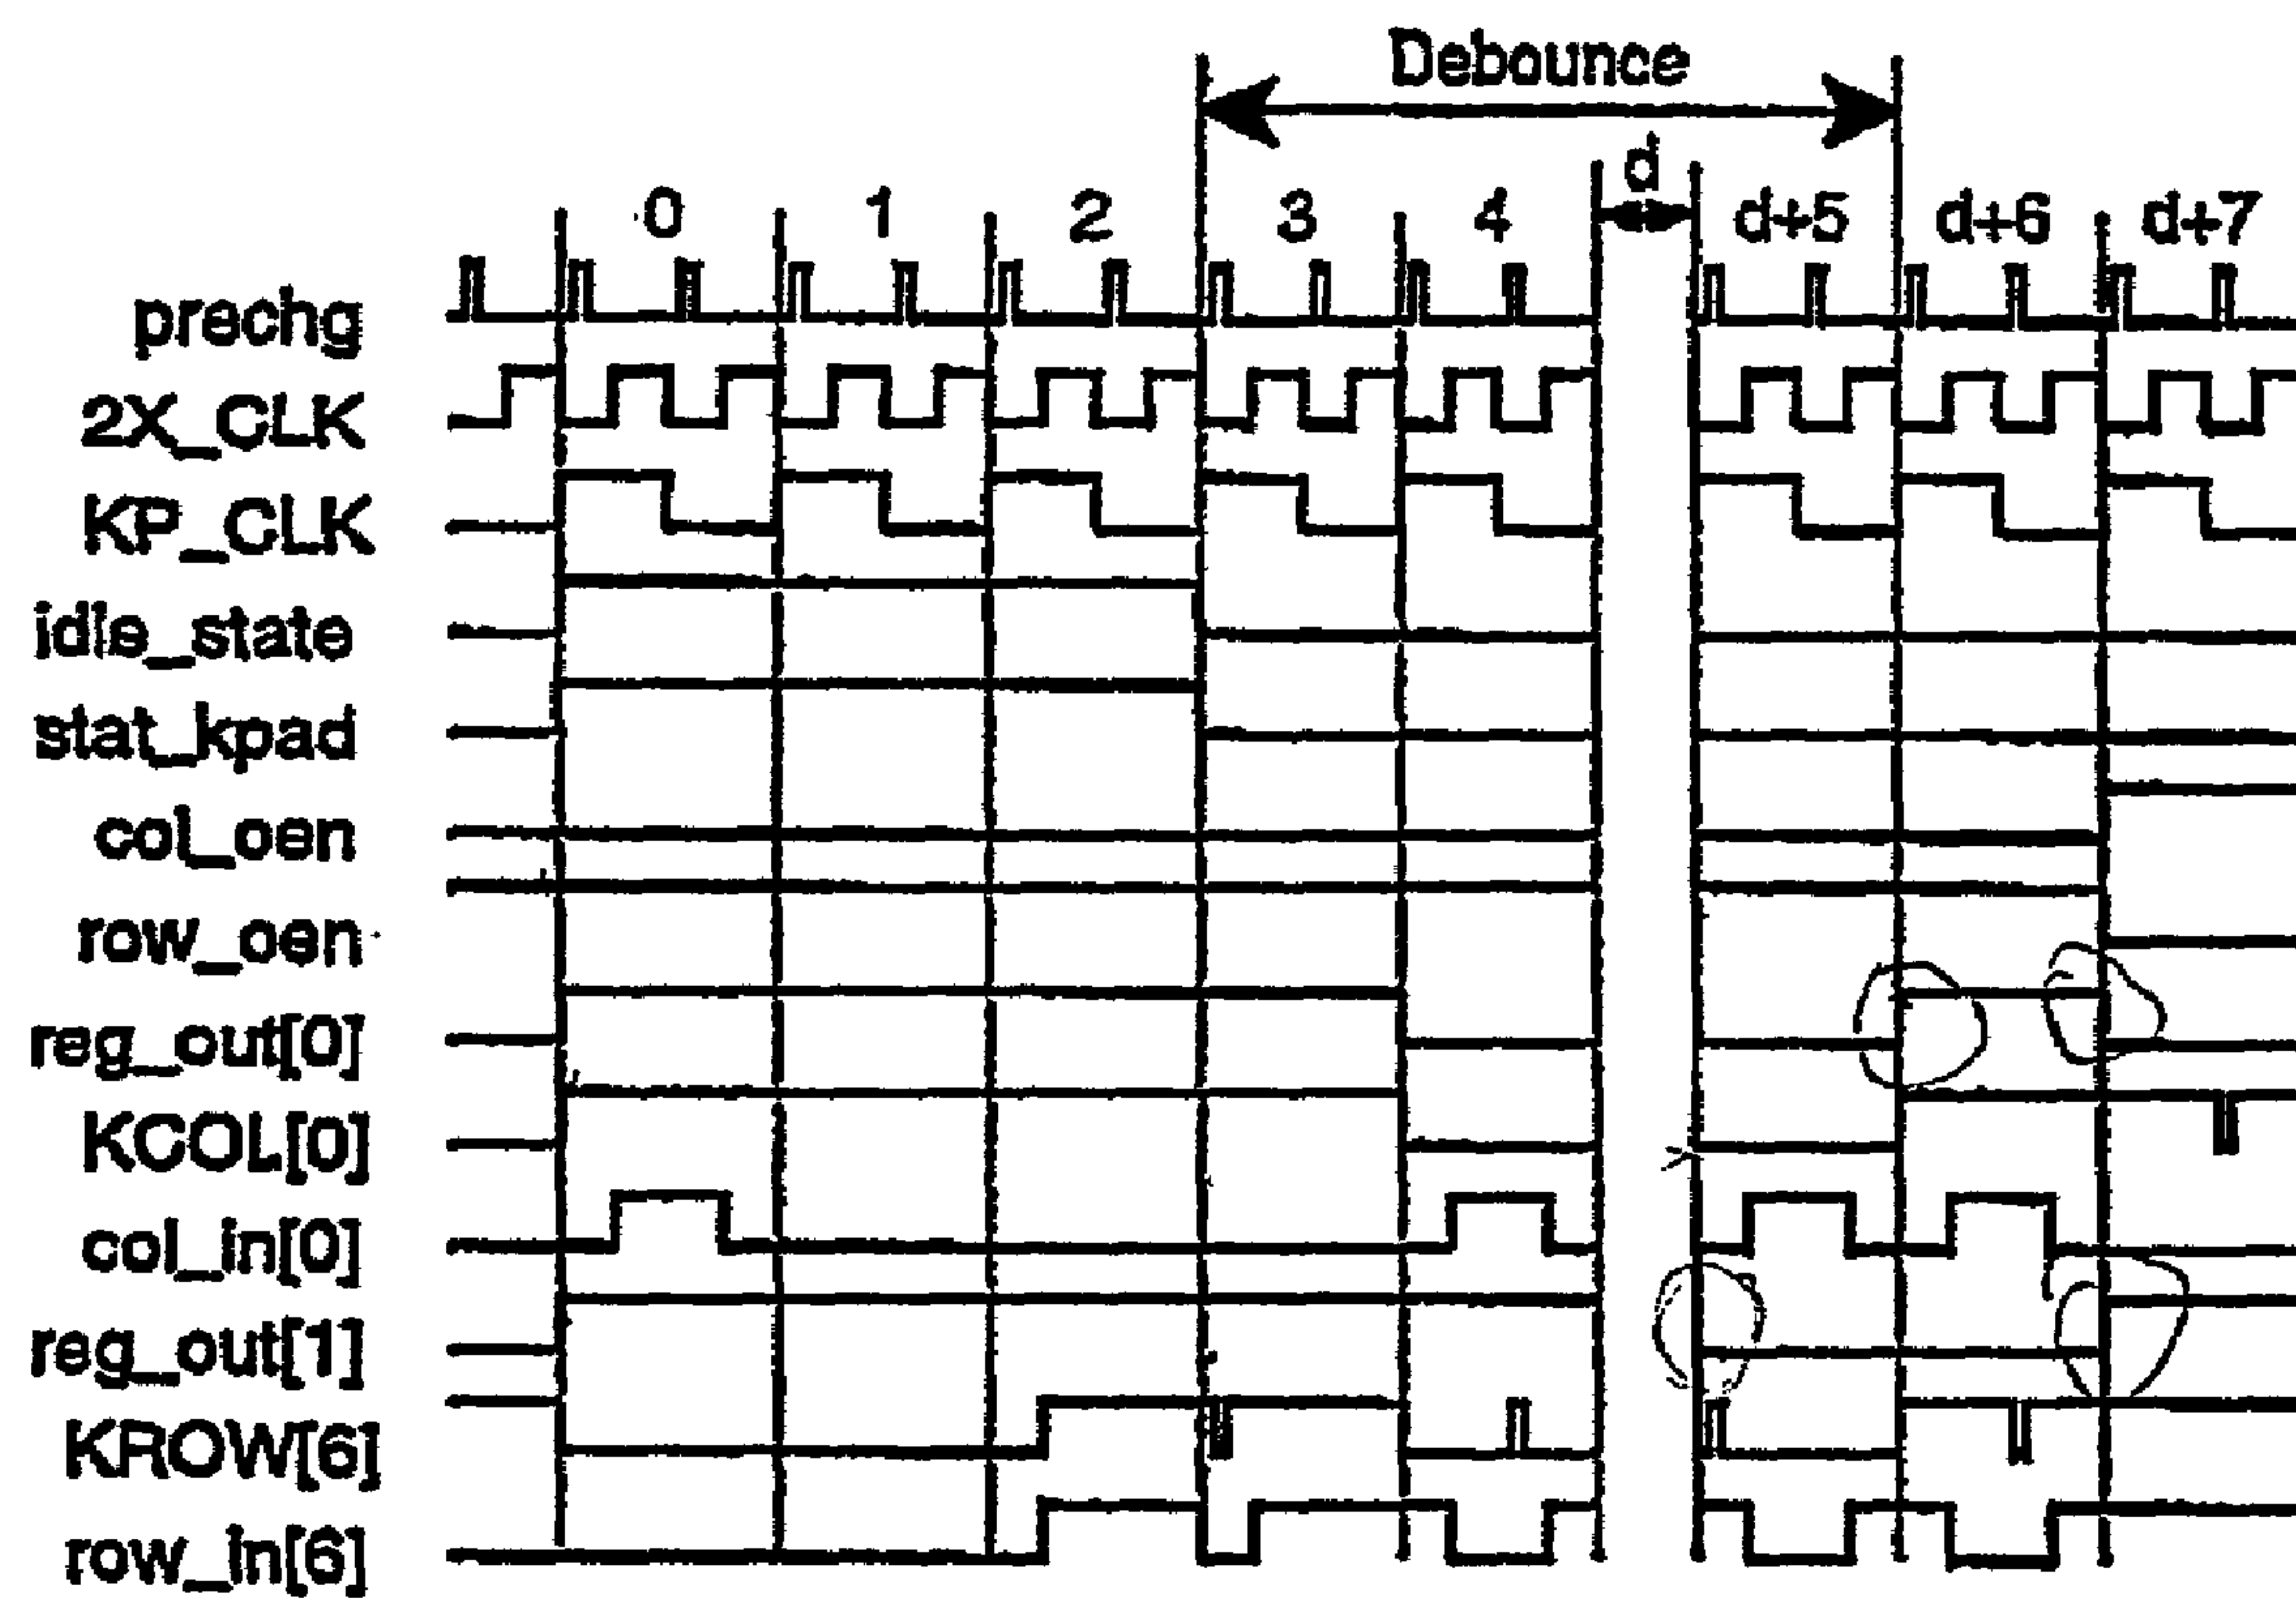 Debounce
d
0 1 2 3 4 d+5 d+6 d+7
prechg
2X_CLK
KP_CLK
idle_state
stat_kpad
col_oen
row_oen
reg_out[0]
KCOL[0]
col_in[0]
reg_out[1]
KROW[6]
row_in[6]